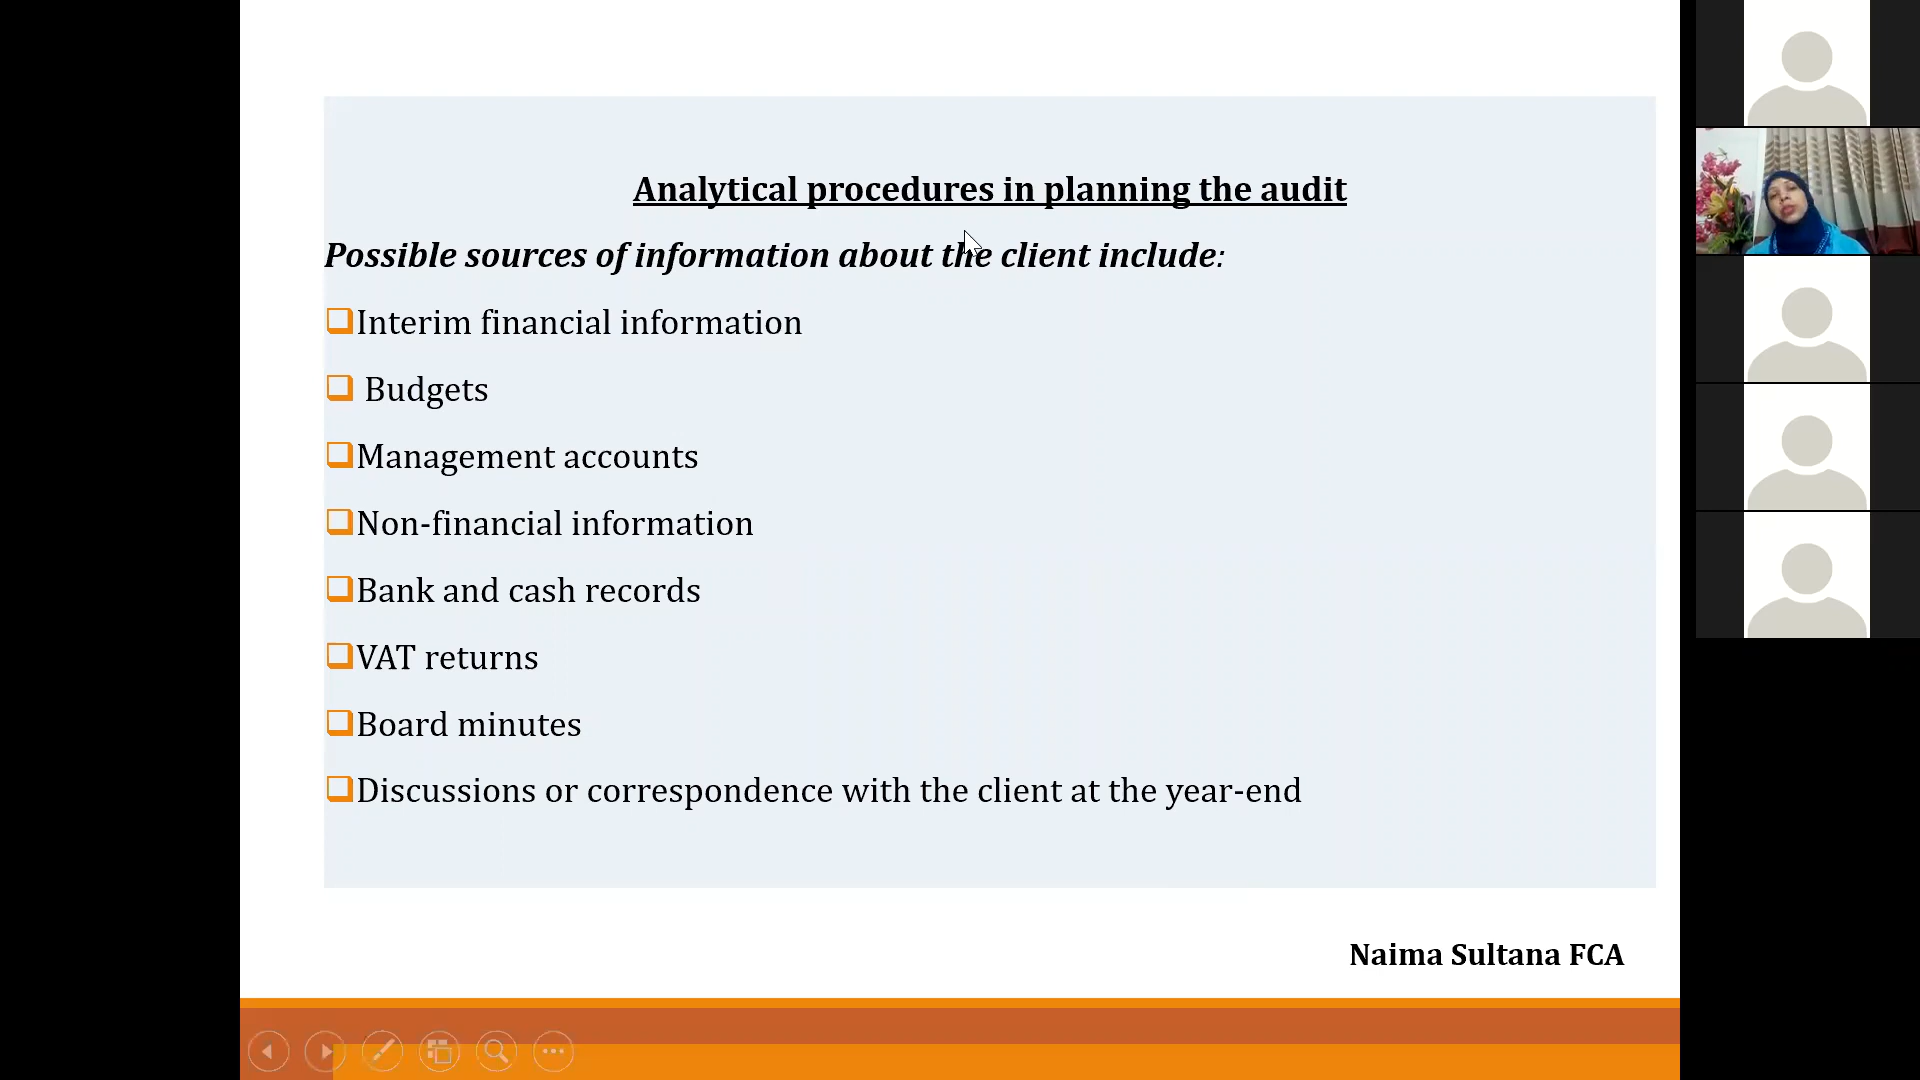 Analytical procedures in planning the audit
Possible sources of information about the client include:
Interim financial information
Budgets
Management accounts
Non-financial information
Bank and cash records
VAT returns
Board minutes
Discussions or correspondence with the client at the year-end
Naima Sultana FCA